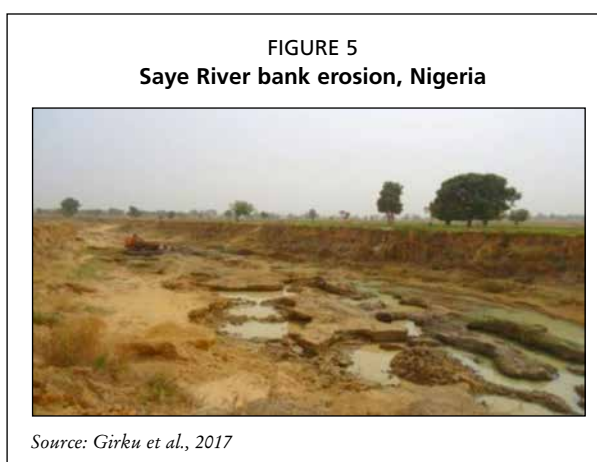 FIGURE 5
Saye River bank erosion, Nigeria
Source: Girku et al., 2017